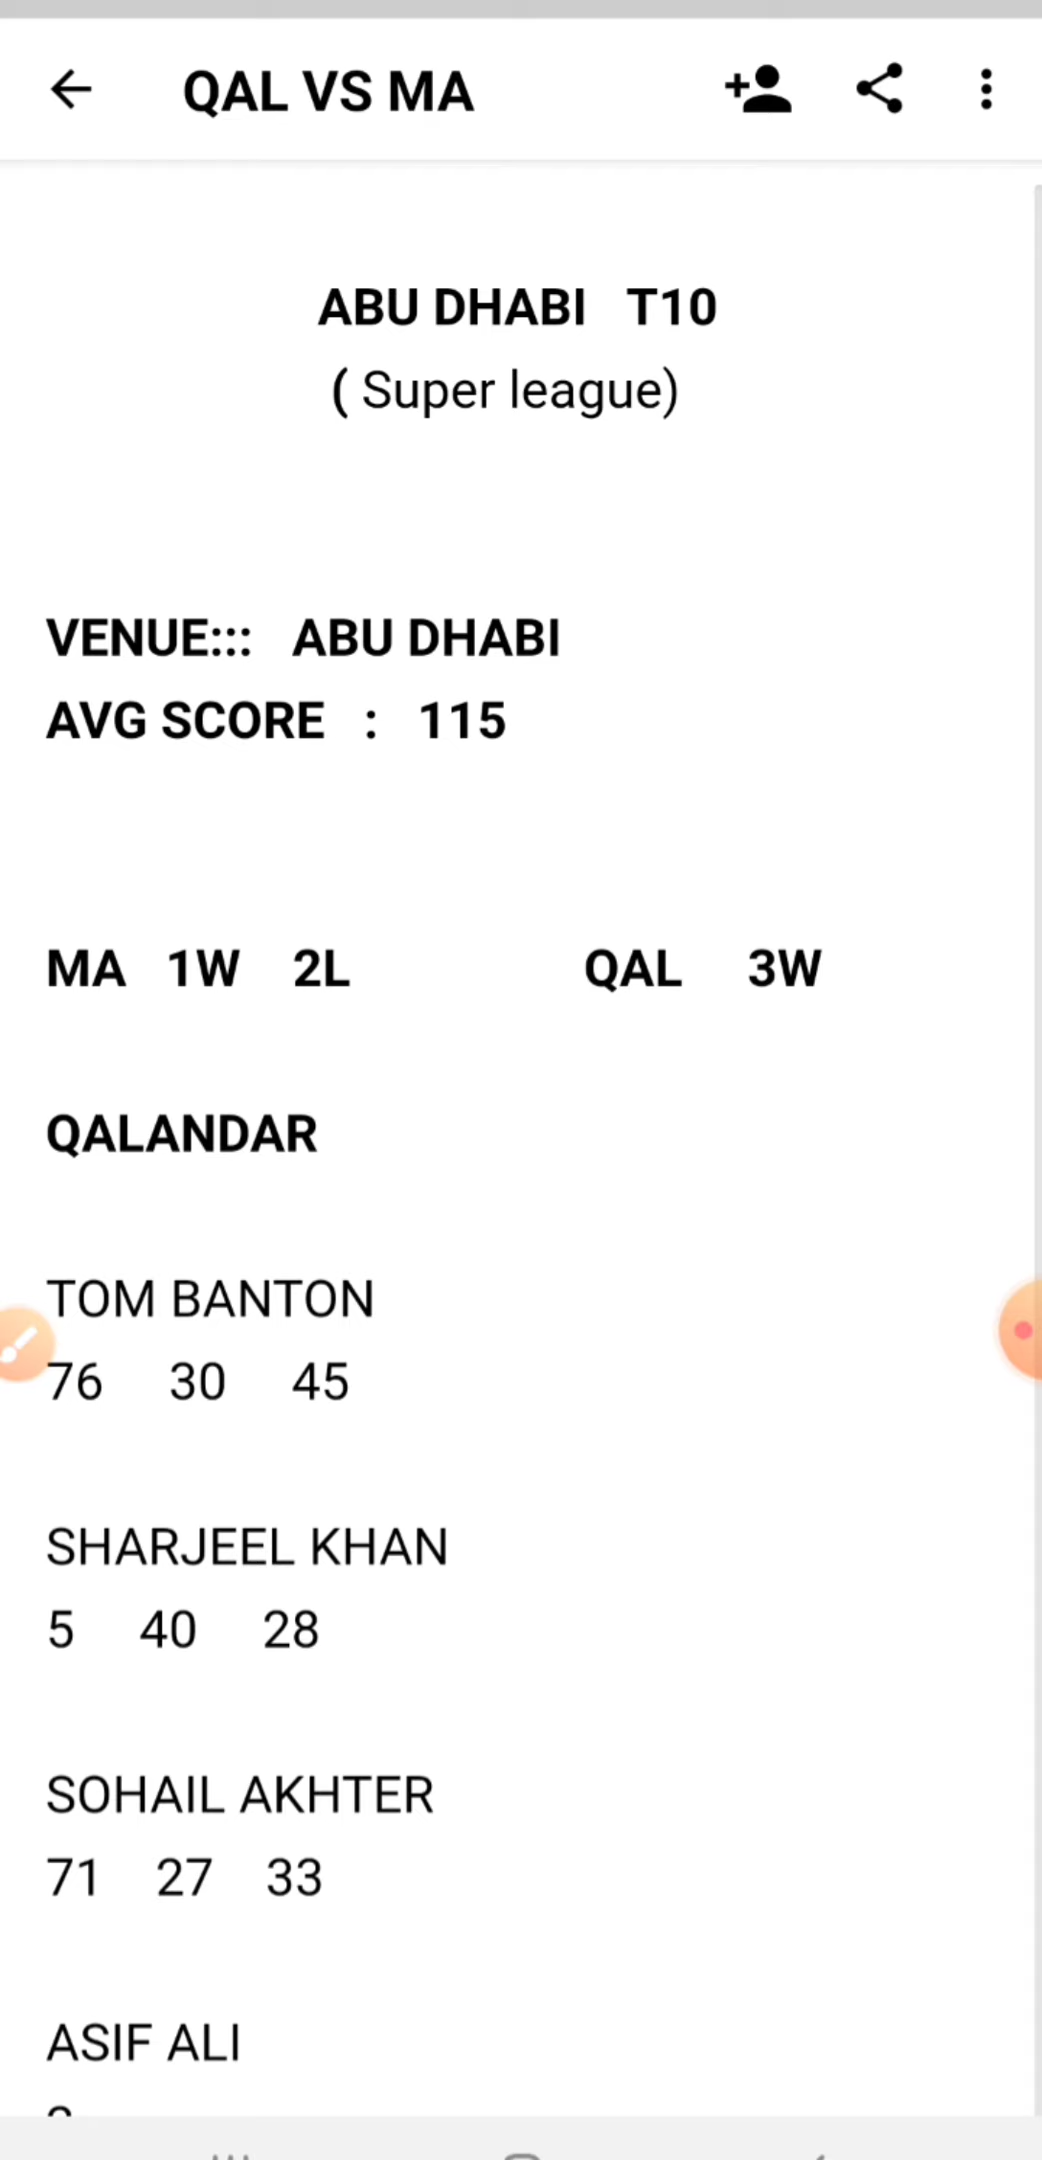 QAL VS MA
ABU DHABI T10
( Super league)
VENUE::: ABU DHABI
AVG SCORE : 115
MA 1W 2L QAL 3W
QALANDAR
TOM BANTON
76 30 45
SHARJEEL KHAN
5 40 28
SOHAIL AKHTER
71 27 33
ASIF ALI